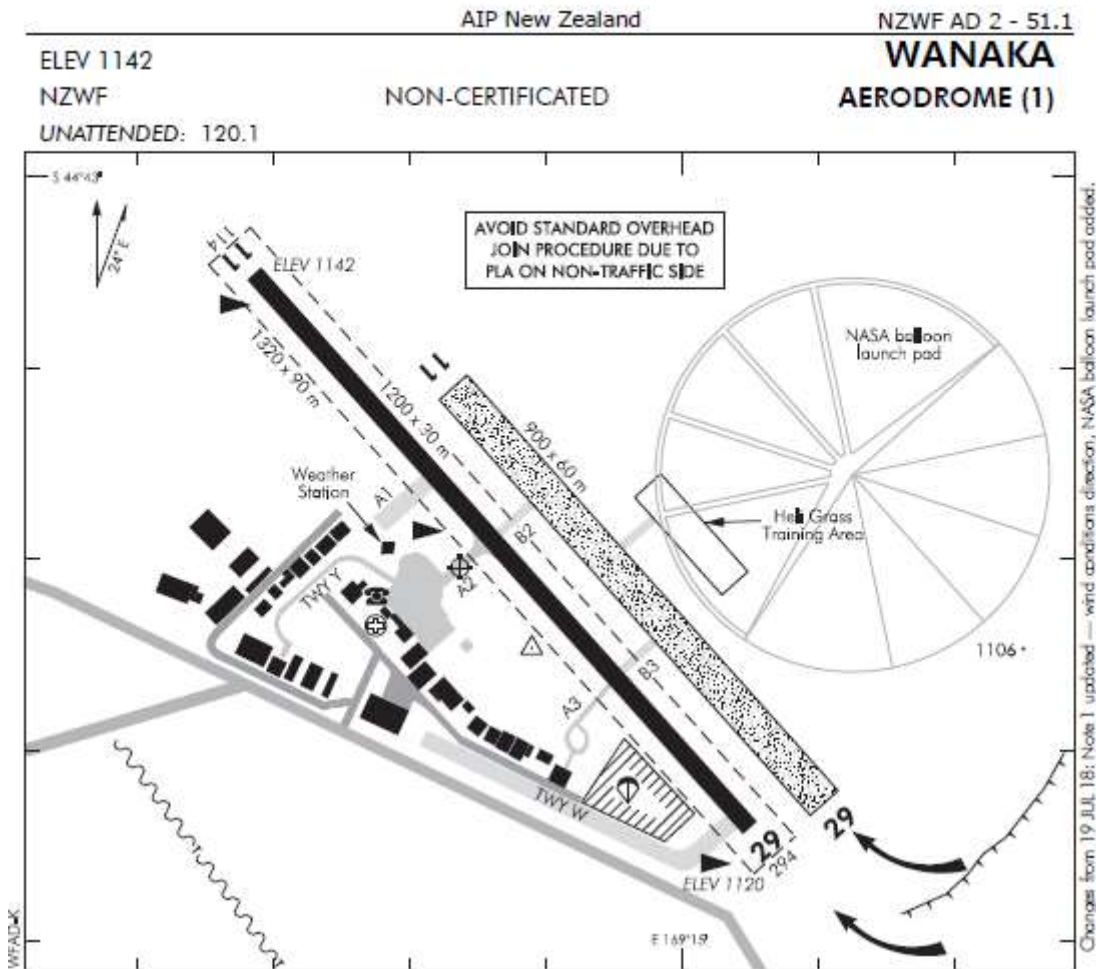 AIP New Zealand
NZWF AD 2 - 51.1
ELEV 1142
WANAKA
NZWF
NON-CERTIFICATED
AERODROME (1)
UNATTENDED: 120.1
S 44°43'
24° E
114
11
ELEV 1142
AVOID STANDARD OVERHEAD
JOIN PROCEDURE DUE TO
PLA ON NON-TRAFFIC SIDE
1320 x 90 m
11
1200 x 30 m
900 x 60 m
NASA balloon
launch pad
Weather
Station
A1
B2
A2
Heli Grass
Training Area
TWY Y
1106
B3
A3
TWY W
29
294
29
ELEV 1120
E 169°15'
WFAD-K
Changes from 19 JUL 18: Note 1 updated — wind conditions direction, NASA balloon launch pad added.